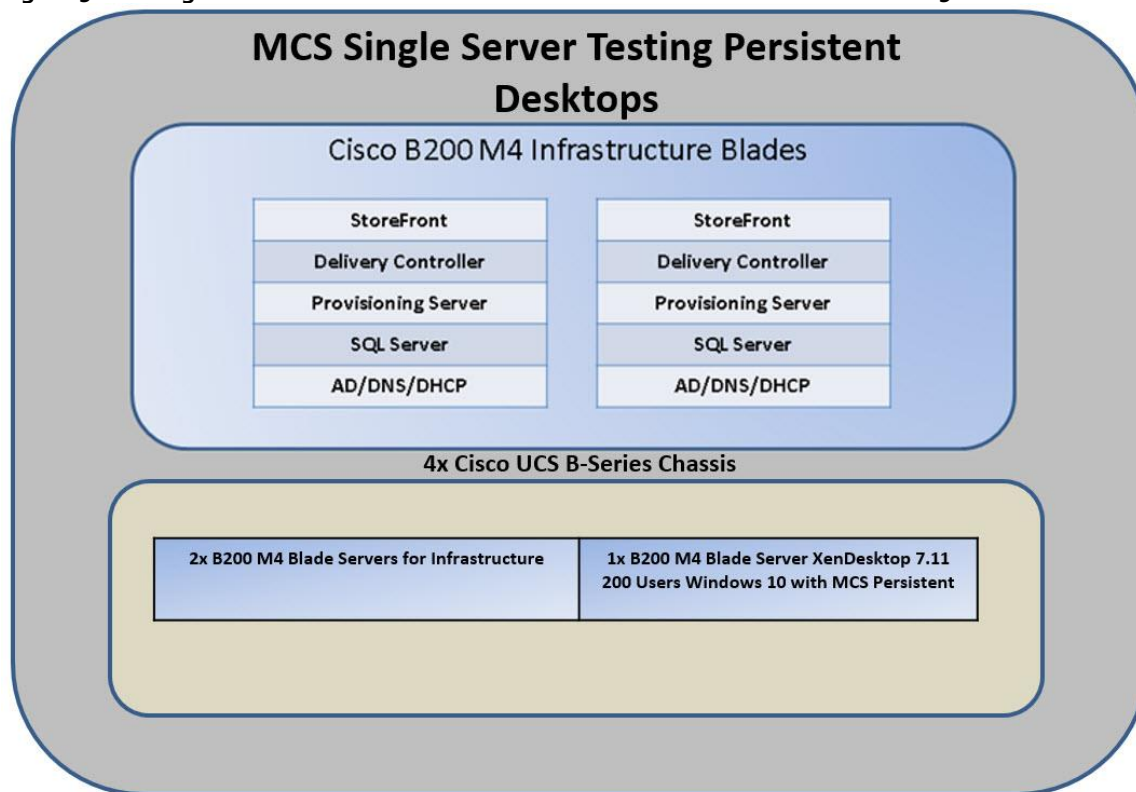 MCS Single Server Testing Persistent
Desktops
Cisco B200 M4 Infrastructure Blades
StoreFront
Delivery Controller
Provisioning Server
SQL Server
AD/DNS/DHCP
StoreFront
Delivery Controller
Provisioning Server
SQL Server
AD/DNS/DHCP
4x Cisco UCS B-Series Chassis
2x B200 M4 Blade Servers for Infrastructure
1x B200 M4 Blade Server XenDesktop 7.11
200 Users Windows 10 with MCS Persistent